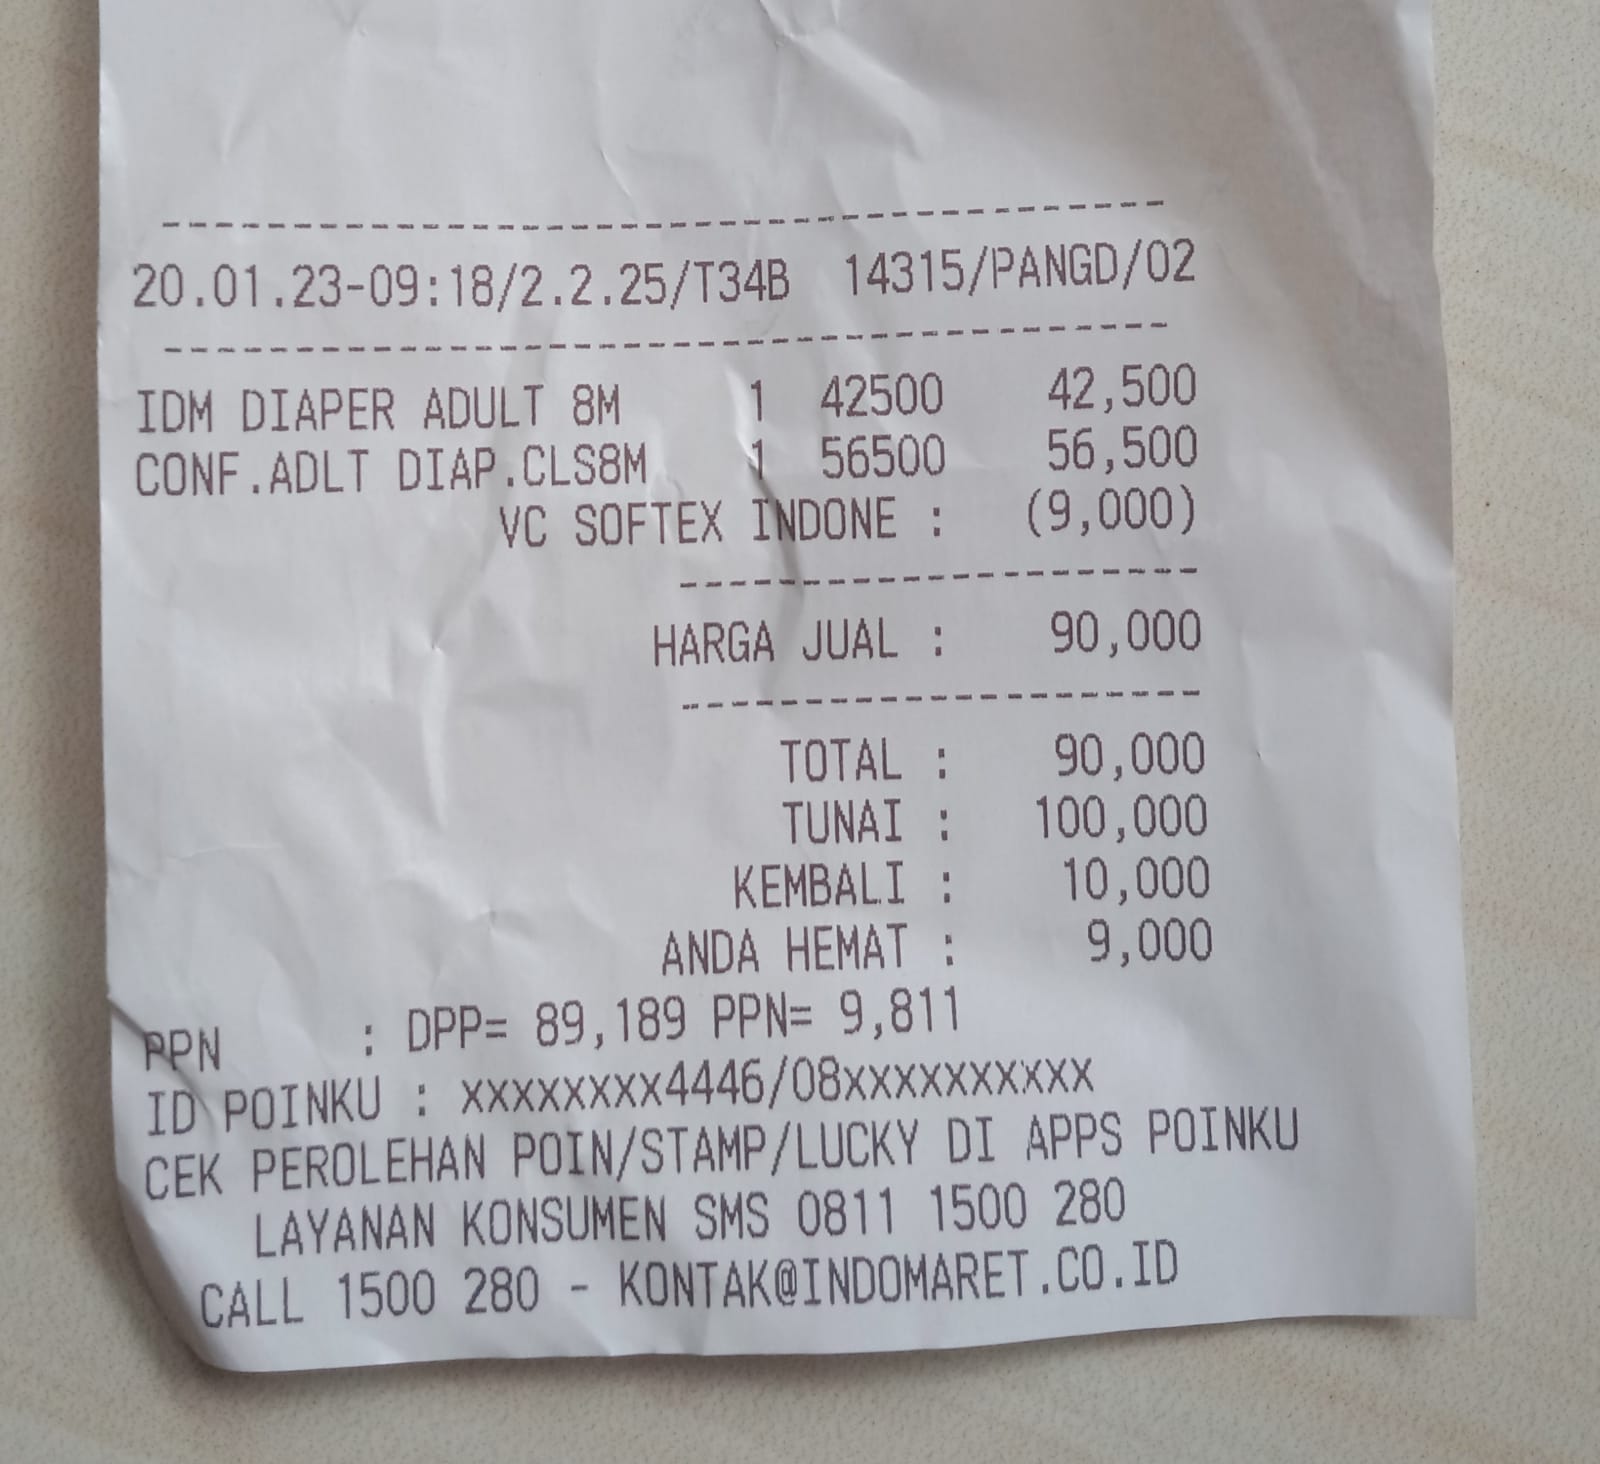 20.01.23-09:18/2.2.25/T34B 14315/PANGD/02
IDM DIAPER ADULT 8M 1 42500 42,500
CONF.ADLT DIAP.CLS8M 1 56500 56,500
VC SOFTEX INDONE : (9,000)
HARGA JUAL : 90,000
TOTAL : 90,000
TUNAI : 100,000
KEMBALI : 10,000
ANDA HEMAT : 9,000
PPN : DPP= 89,189 PPN= 9,811
ID POINKU : xxxxxxxx4446/08xxxxxxxxxx
CEK PEROLEHAN POIN/STAMP/LUCKY DI APPS POINKU
LAYANAN KONSUMEN SMS 0811 1500 280
CALL 1500 280 - KONTAK@INDOMARET.CO.ID